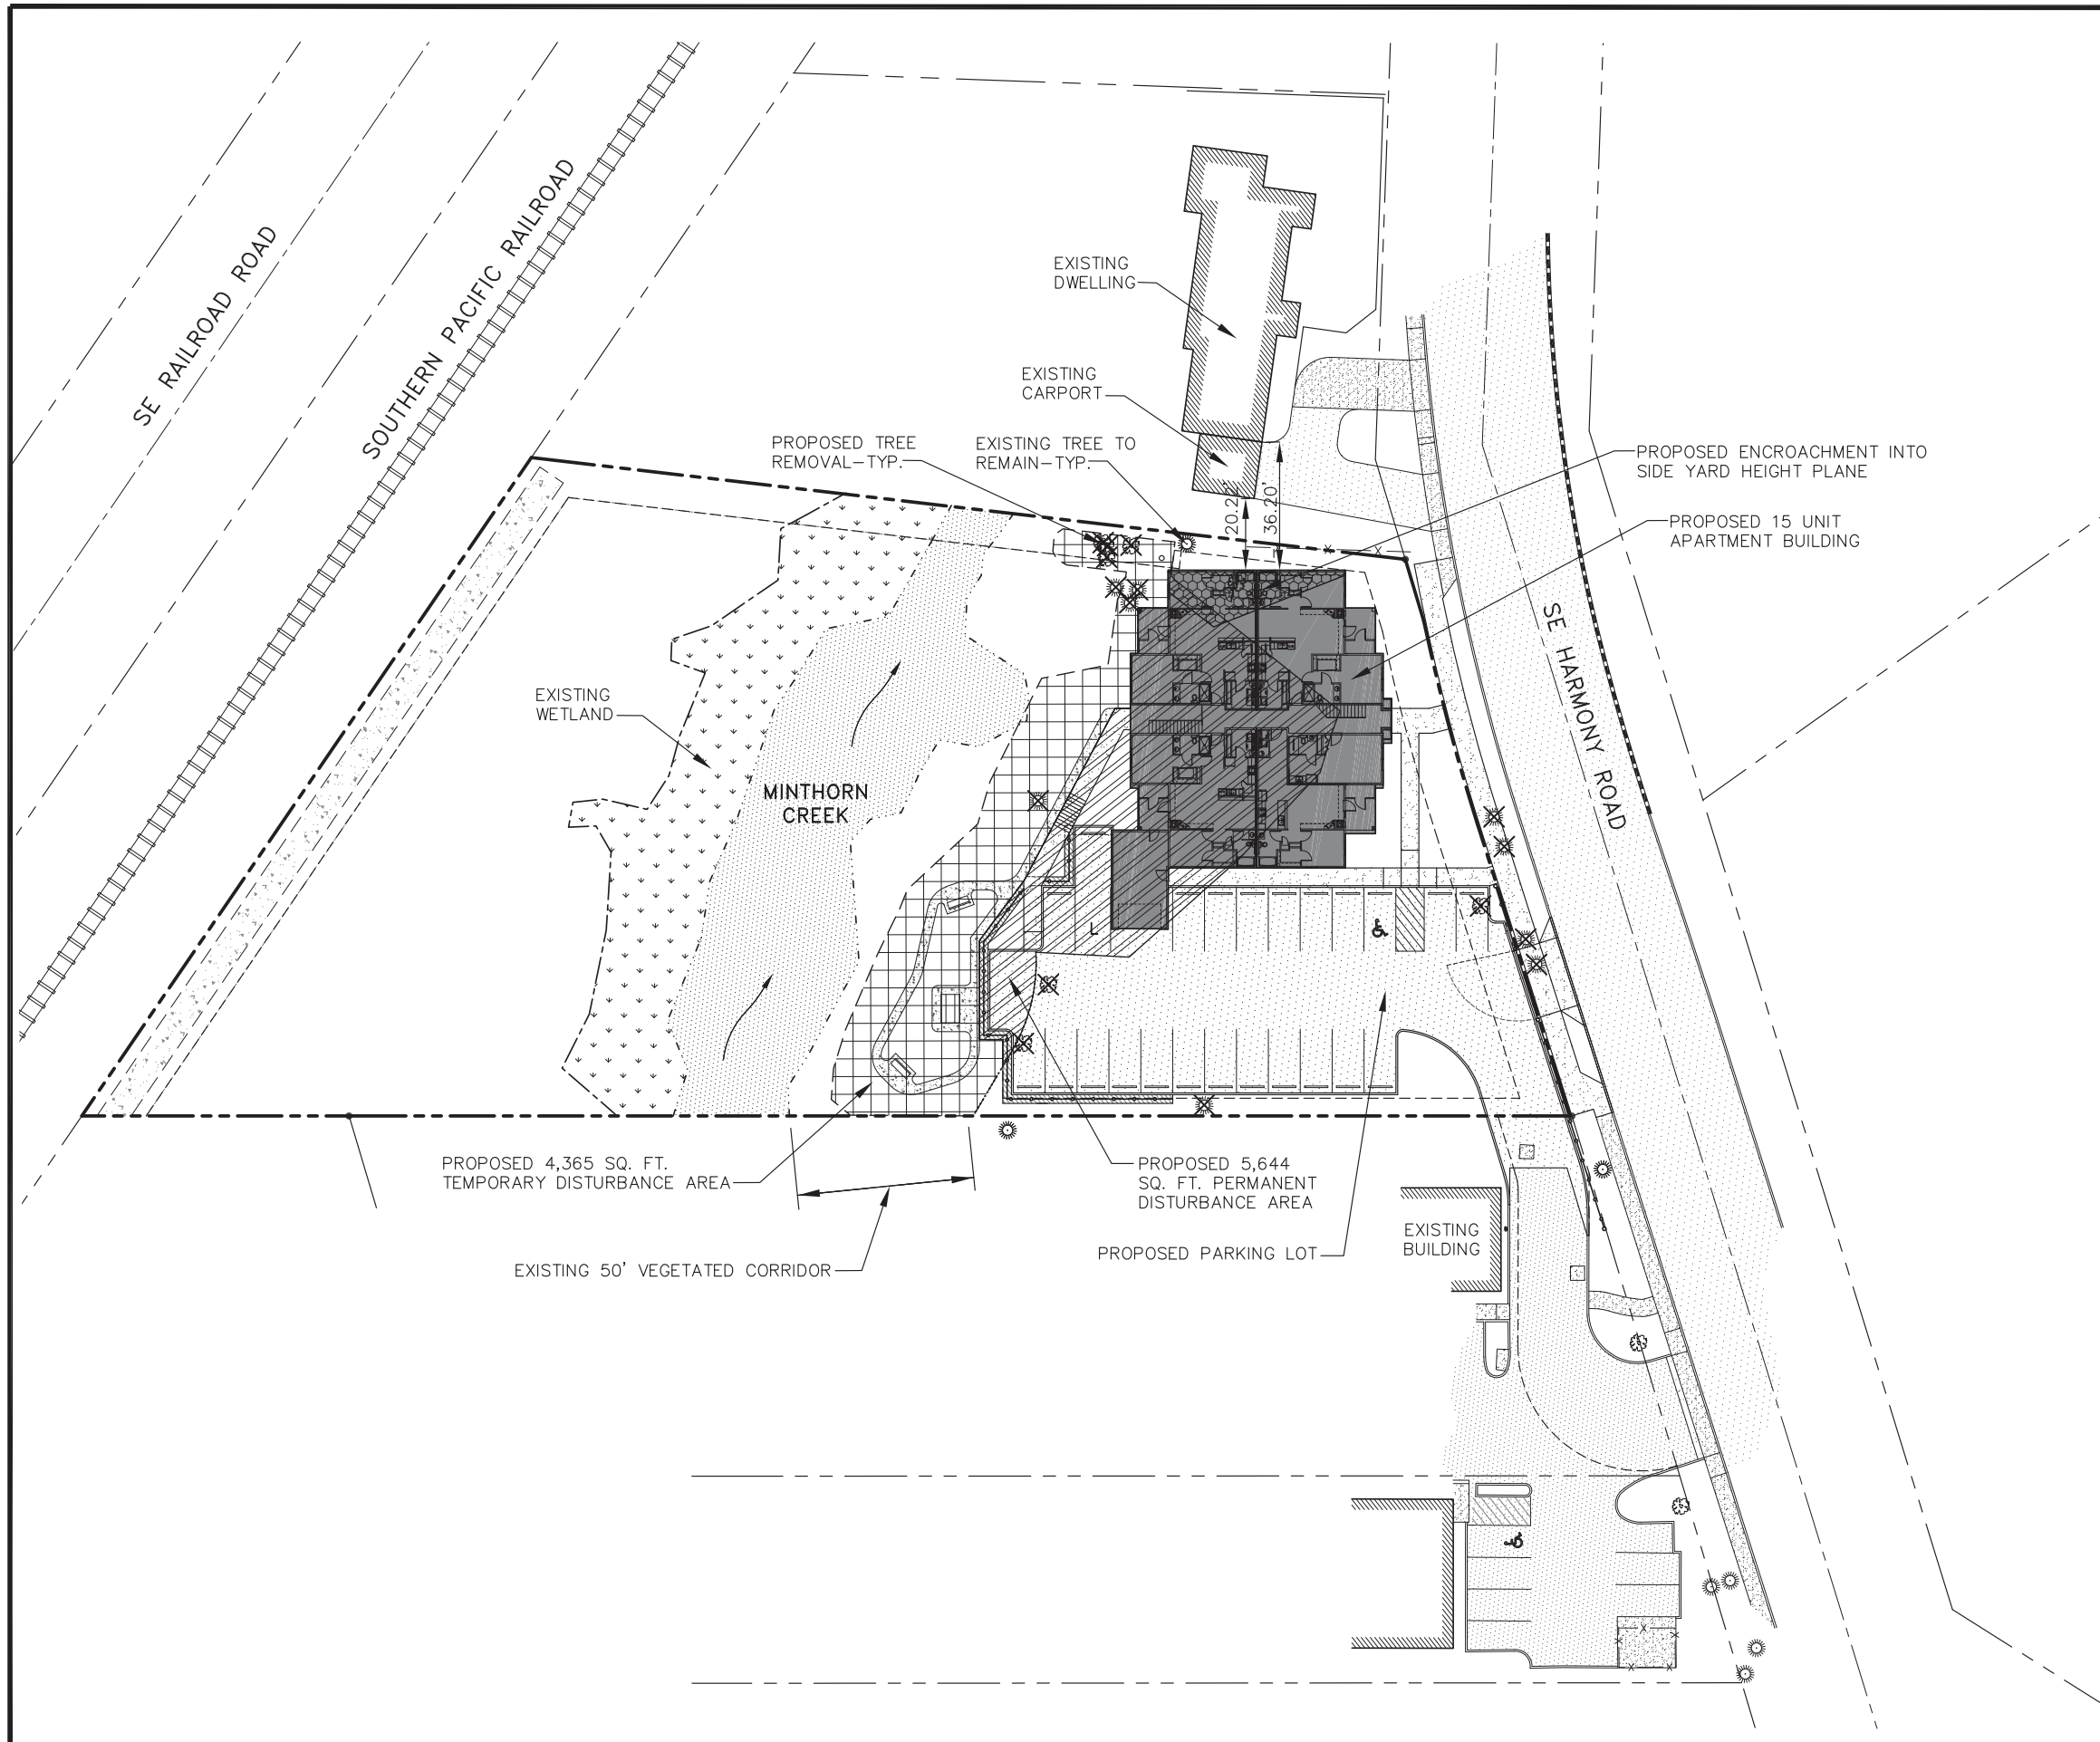 SE RAILROAD ROAD
SOUTHERN PACIFIC RAILROAD
EXISTING
DWELLING
EXISTING
CARPORT
PROPOSED TREE
REMOVAL-TYP.
EXISTING TREE TO
REMAIN-TYP.
PROPOSED ENCROACHMENT INTO
SIDE YARD HEIGHT PLANE
36.20'
PROPOSED 15 UNIT
APARTMENT BUILDING
SE HARMONY ROAD
EXISTING
WETLAND
MINTHORN
CREEK
PROPOSED 4,365 SQ. FT.
TEMPORARY DISTURBANCE AREA
PROPOSED 5,644
SQ. FT. PERMANENT
DISTURBANCE AREA
EXISTING
BUILDING
PROPOSED PARKING LOT
EXISTING 50' VEGETATED CORRIDOR